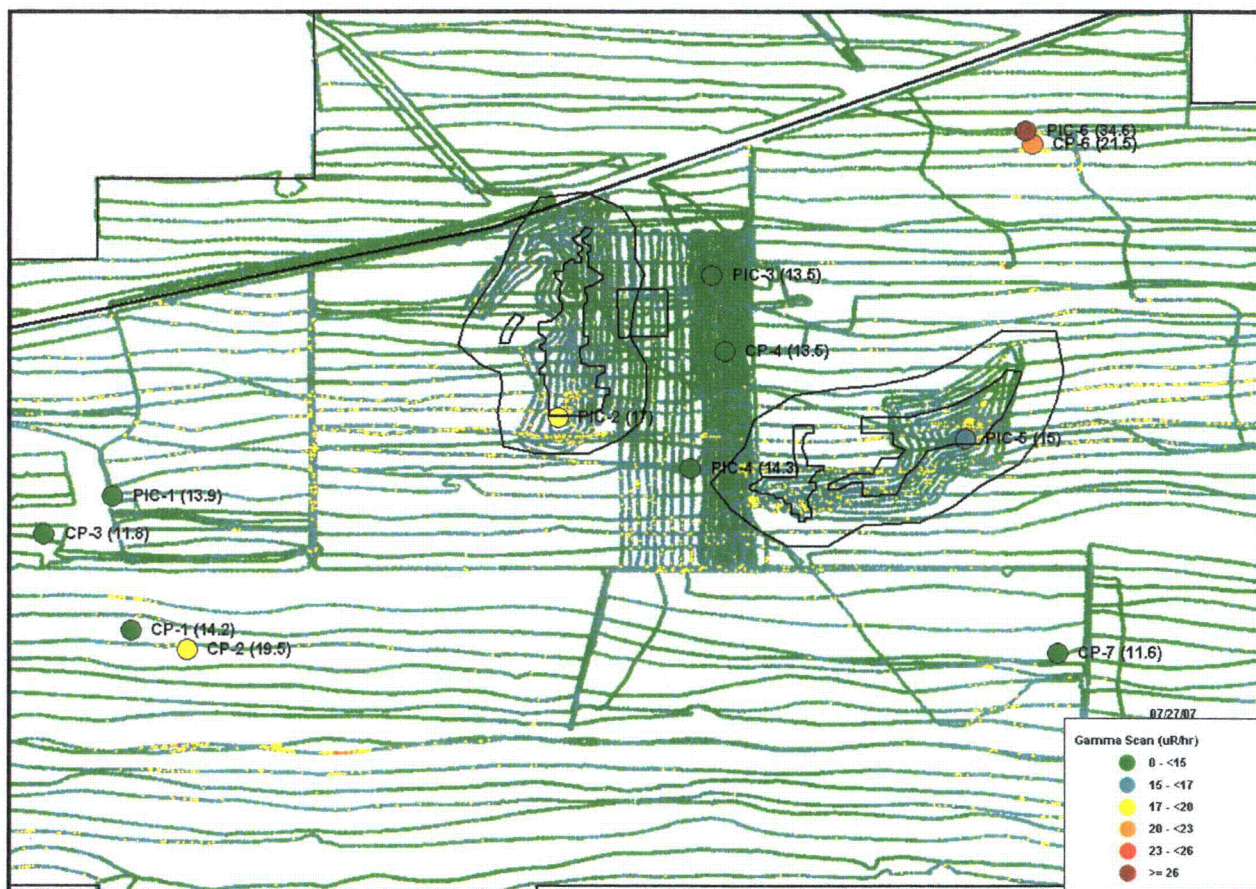 PIC-6 (34.6)
CP-6 (21.5)
PIC-3 (13.5)
CP-4 (13.5)
PIC-2 (17)
PIC-5 (15)
PIC-4 (14.3)
PIC-1 (13.9)
CP-3 (11.8)
CP-1 (14.2)
CP-2 (19.5)
CP-7 (11.6)
07/27/07
Gamma Scan (uR/hr)
0 - <15
15 - <17
17 - <20
20 - <23
23 - <26
>= 26